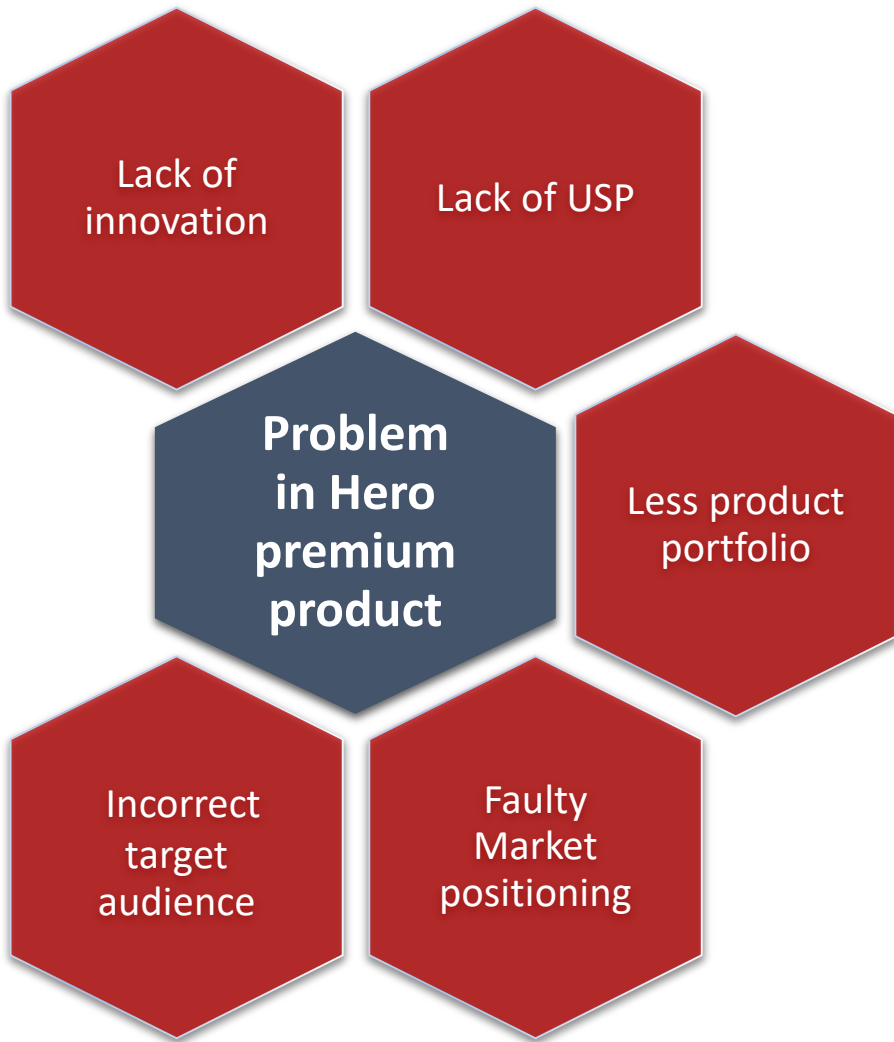 Lack of
innovation
Lack of USP
Problem
in Hero
premium
product
Less product
portfolio
Incorrect
target
audience
Faulty
Market
positioning